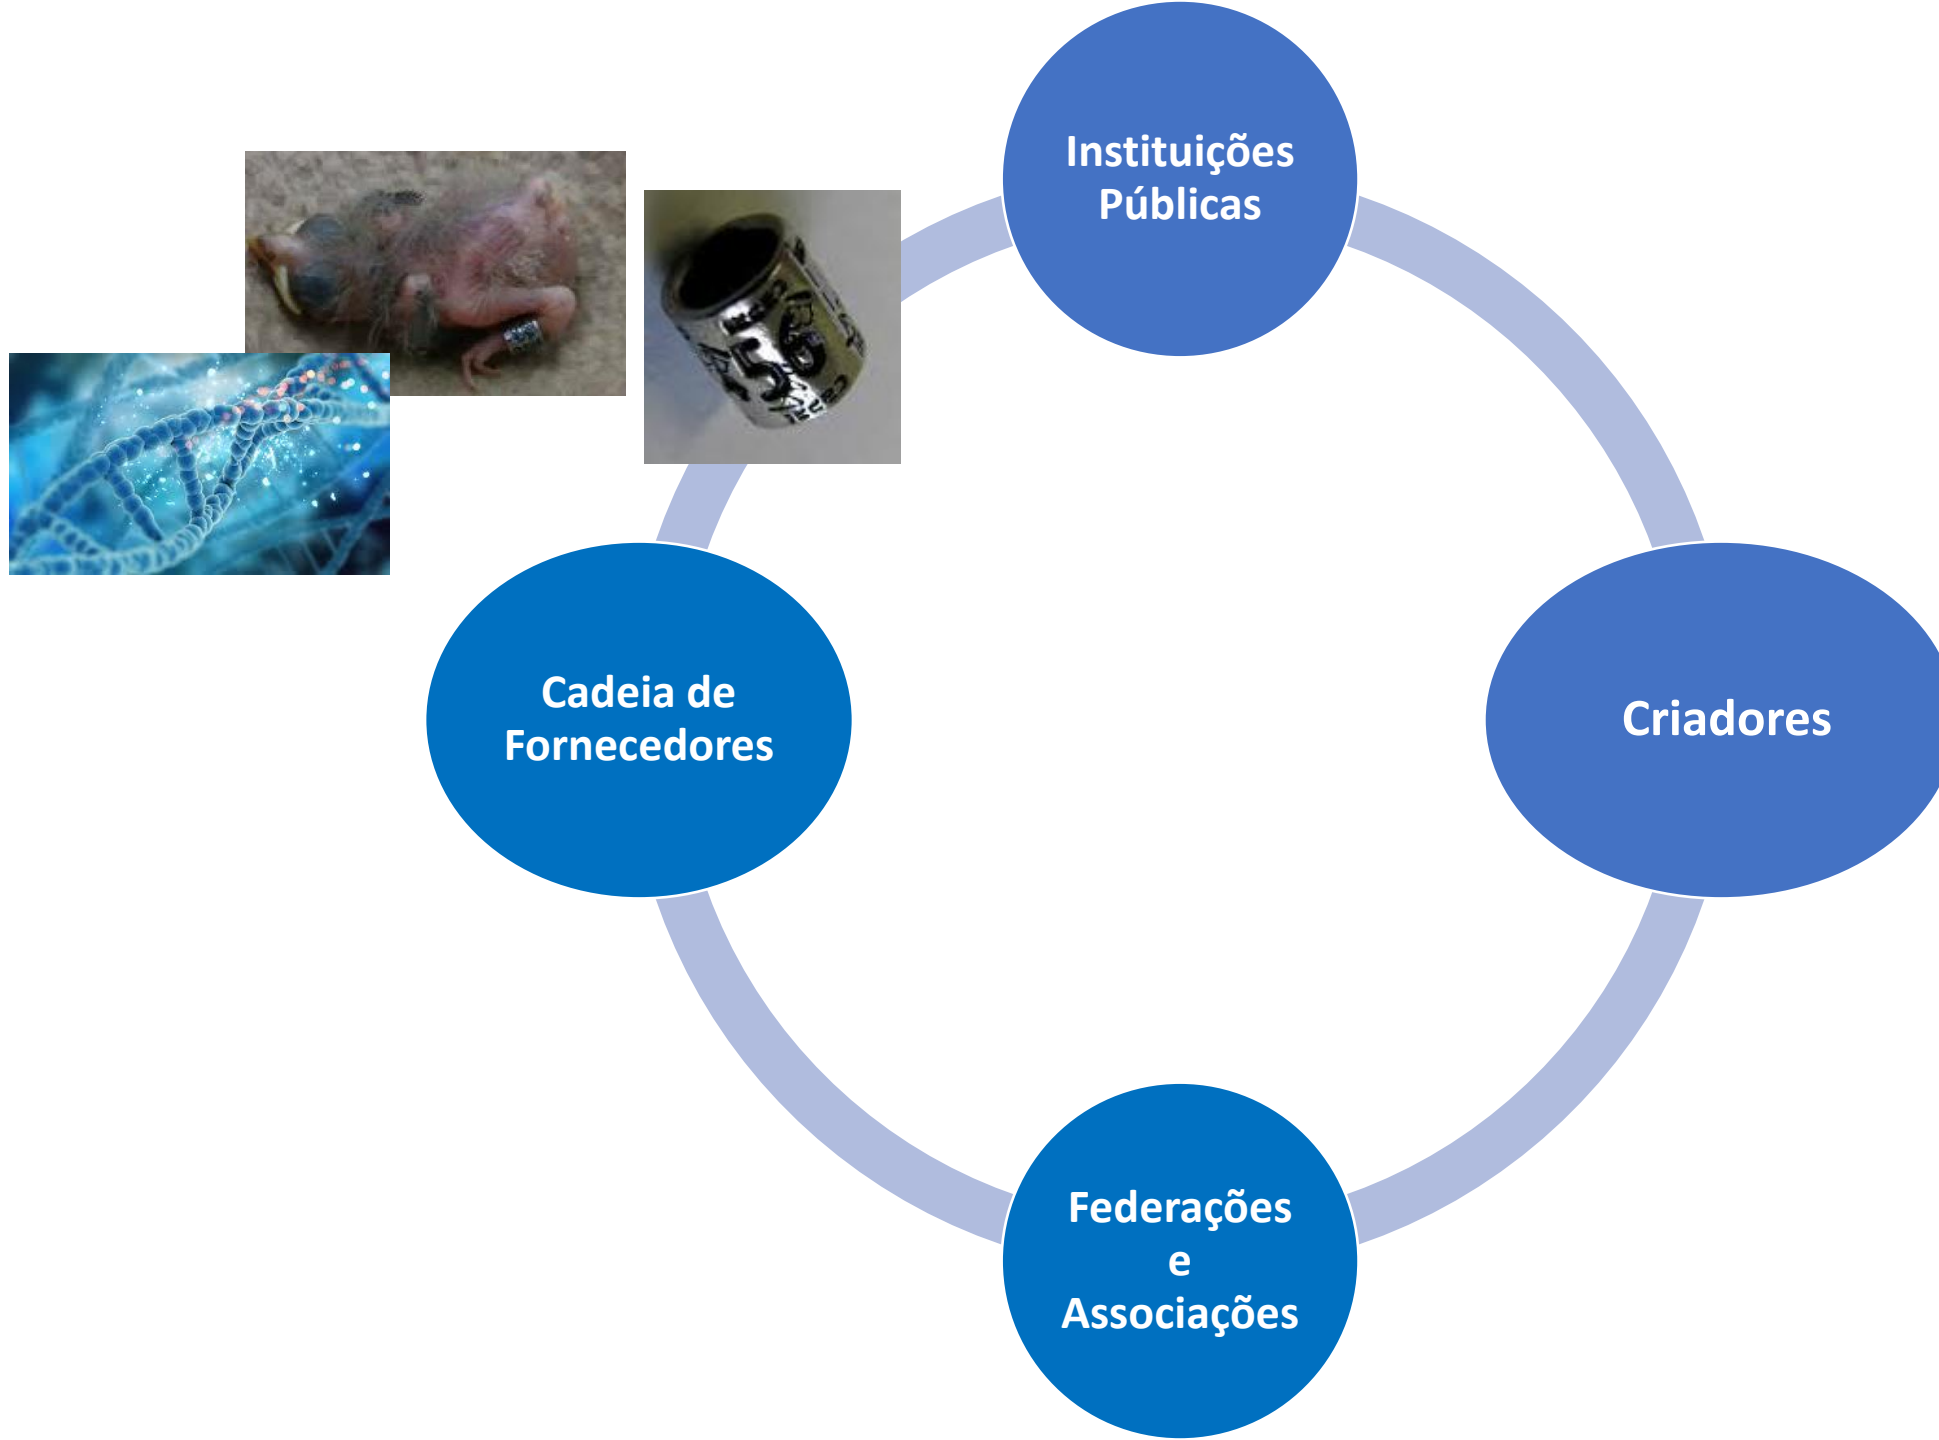 Instituições
Públicas
Cadeia de
Fornecedores
Criadores
Federações
e
Associações